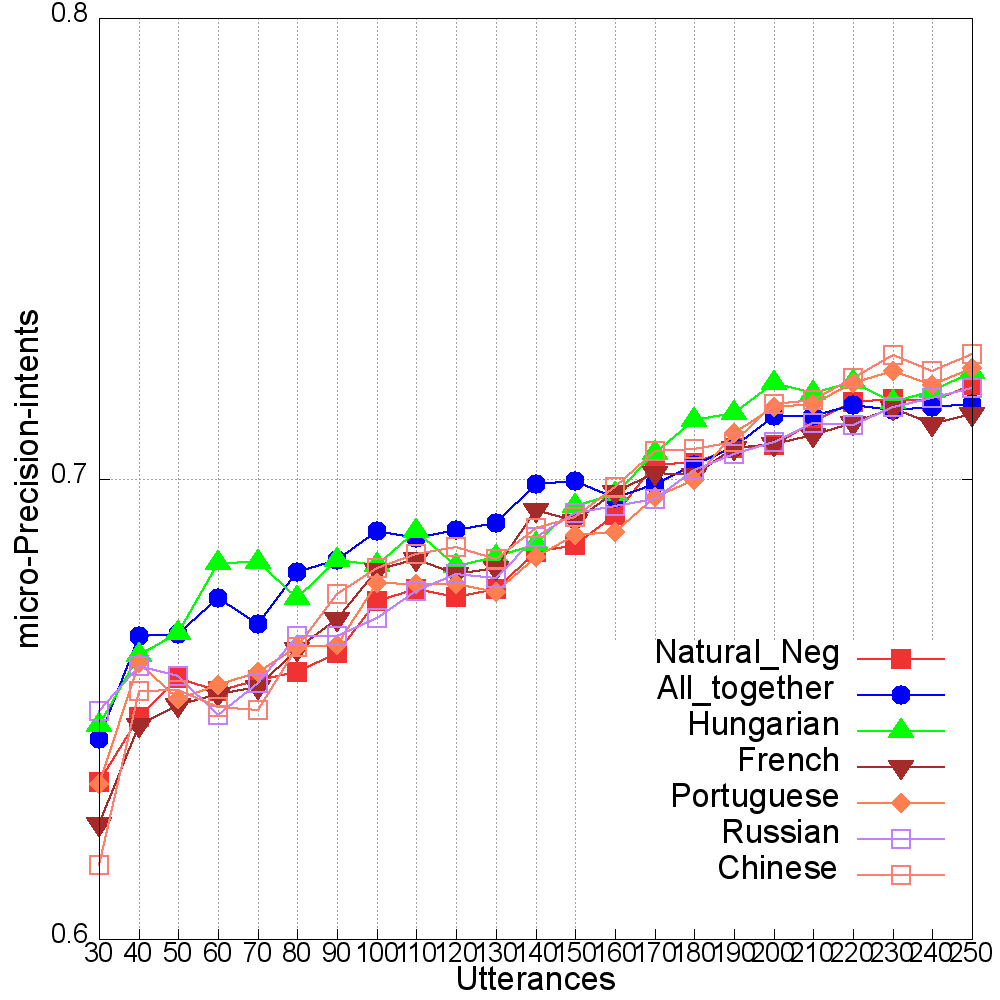 0.8
0.7
0.6
micro-Precision-intents
Natural_Neg
All_together
Hungarian
French
Portuguese
Russian
Chinese
30 40 50 60 70 80 90 100 110 120 130 140 150 160 170 180 190 200 210 220 230 240 250
Utterances